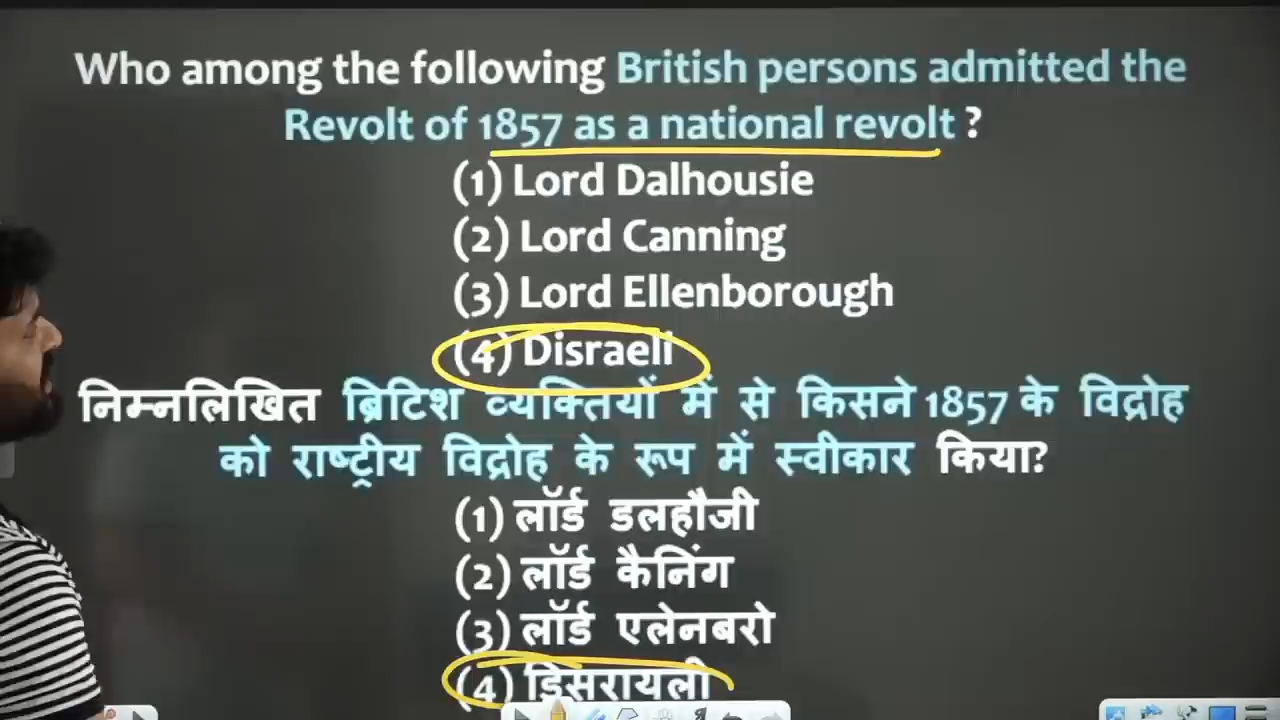 Who among the following British persons admitted the
Revolt of 1857 as a national revolt ?
(1) Lord Dalhousie
(2) Lord Canning
(3) Lord Ellenborough
(4) Disraeli
निम्नलिखित ब्रिटिश व्यक्तियों में से किसने 1857 के विद्रोह
को राष्ट्रीय विद्रोह के रूप में स्वीकार किया?
(1) लॉर्ड डलहौजी
(2) लॉर्ड कैनिंग
(3) लॉर्ड एलेनबरो
(4) डिसरायली